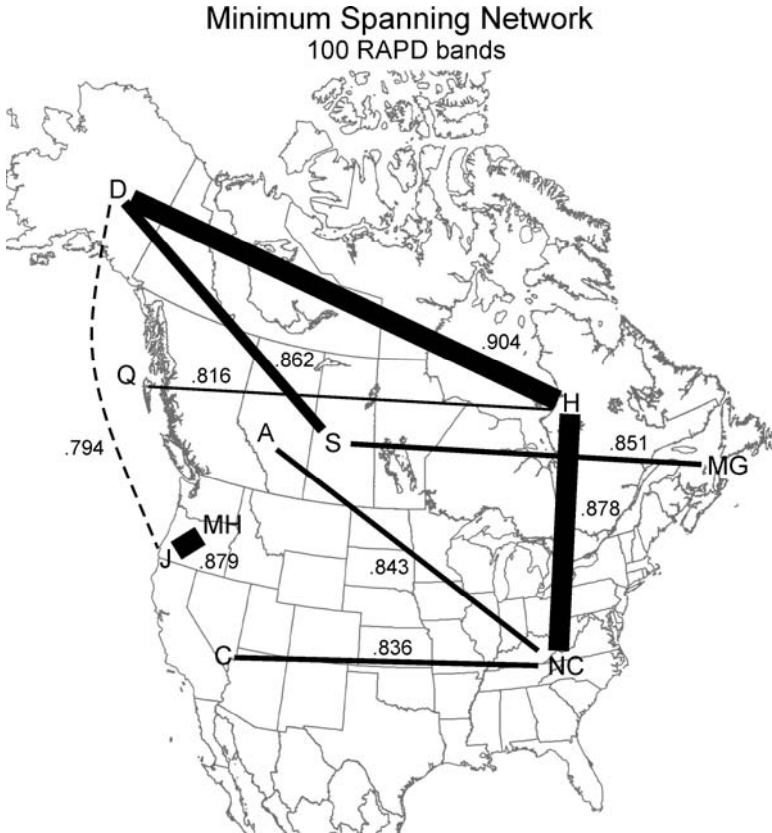 Minimum Spanning Network
100 RAPD bands
D
.904
.862
Q
.816
H
A
S
.851
.794
MG
.878
MH
J
.879
.843
C
.836
NC